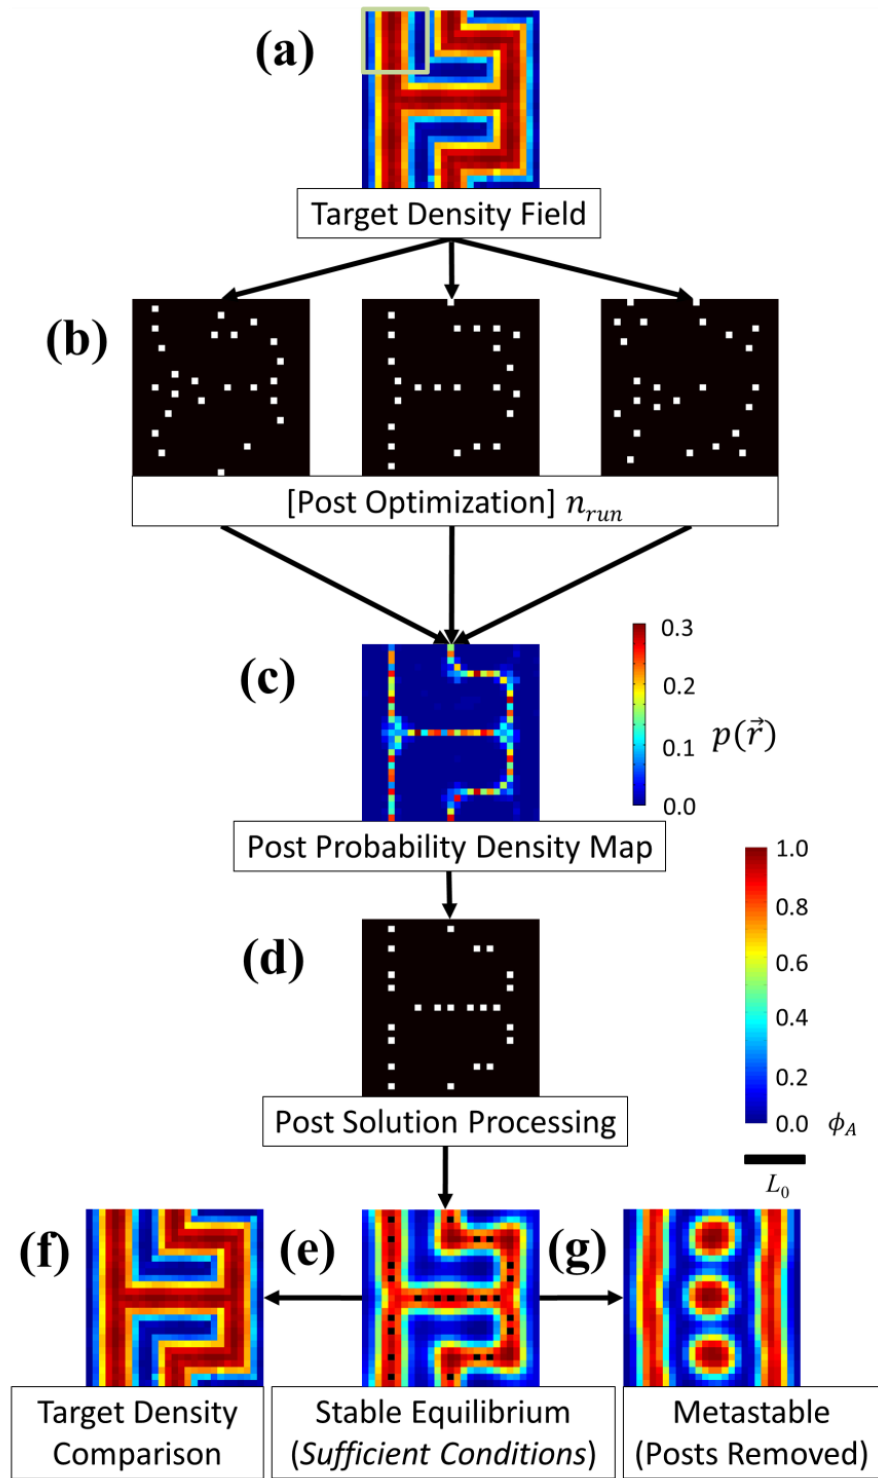 (a)
Target Density Field
(b)
[Post Optimization] n_run
(c)
0.3
0.2
0.1
0.0
p(r⃗)
Post Probability Density Map
(d)
1.0
0.8
0.6
0.4
0.2
0.0
ϕ_A
Post Solution Processing
L_0
(f)
(e)
(g)
Target Density
Comparison
Stable Equilibrium
(Sufficient Conditions)
Metastable
(Posts Removed)